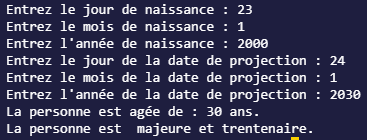 Entrez le jour de naissance : 23
Entrez le mois de naissance : 1
Entrez l'année de naissance : 2000
Entrez le jour de la date de projection : 24
Entrez le mois de la date de projection : 1
Entrez l'année de la date de projection : 2030
La personne est agée de : 30 ans.
La personne est  majeure et trentenaire.